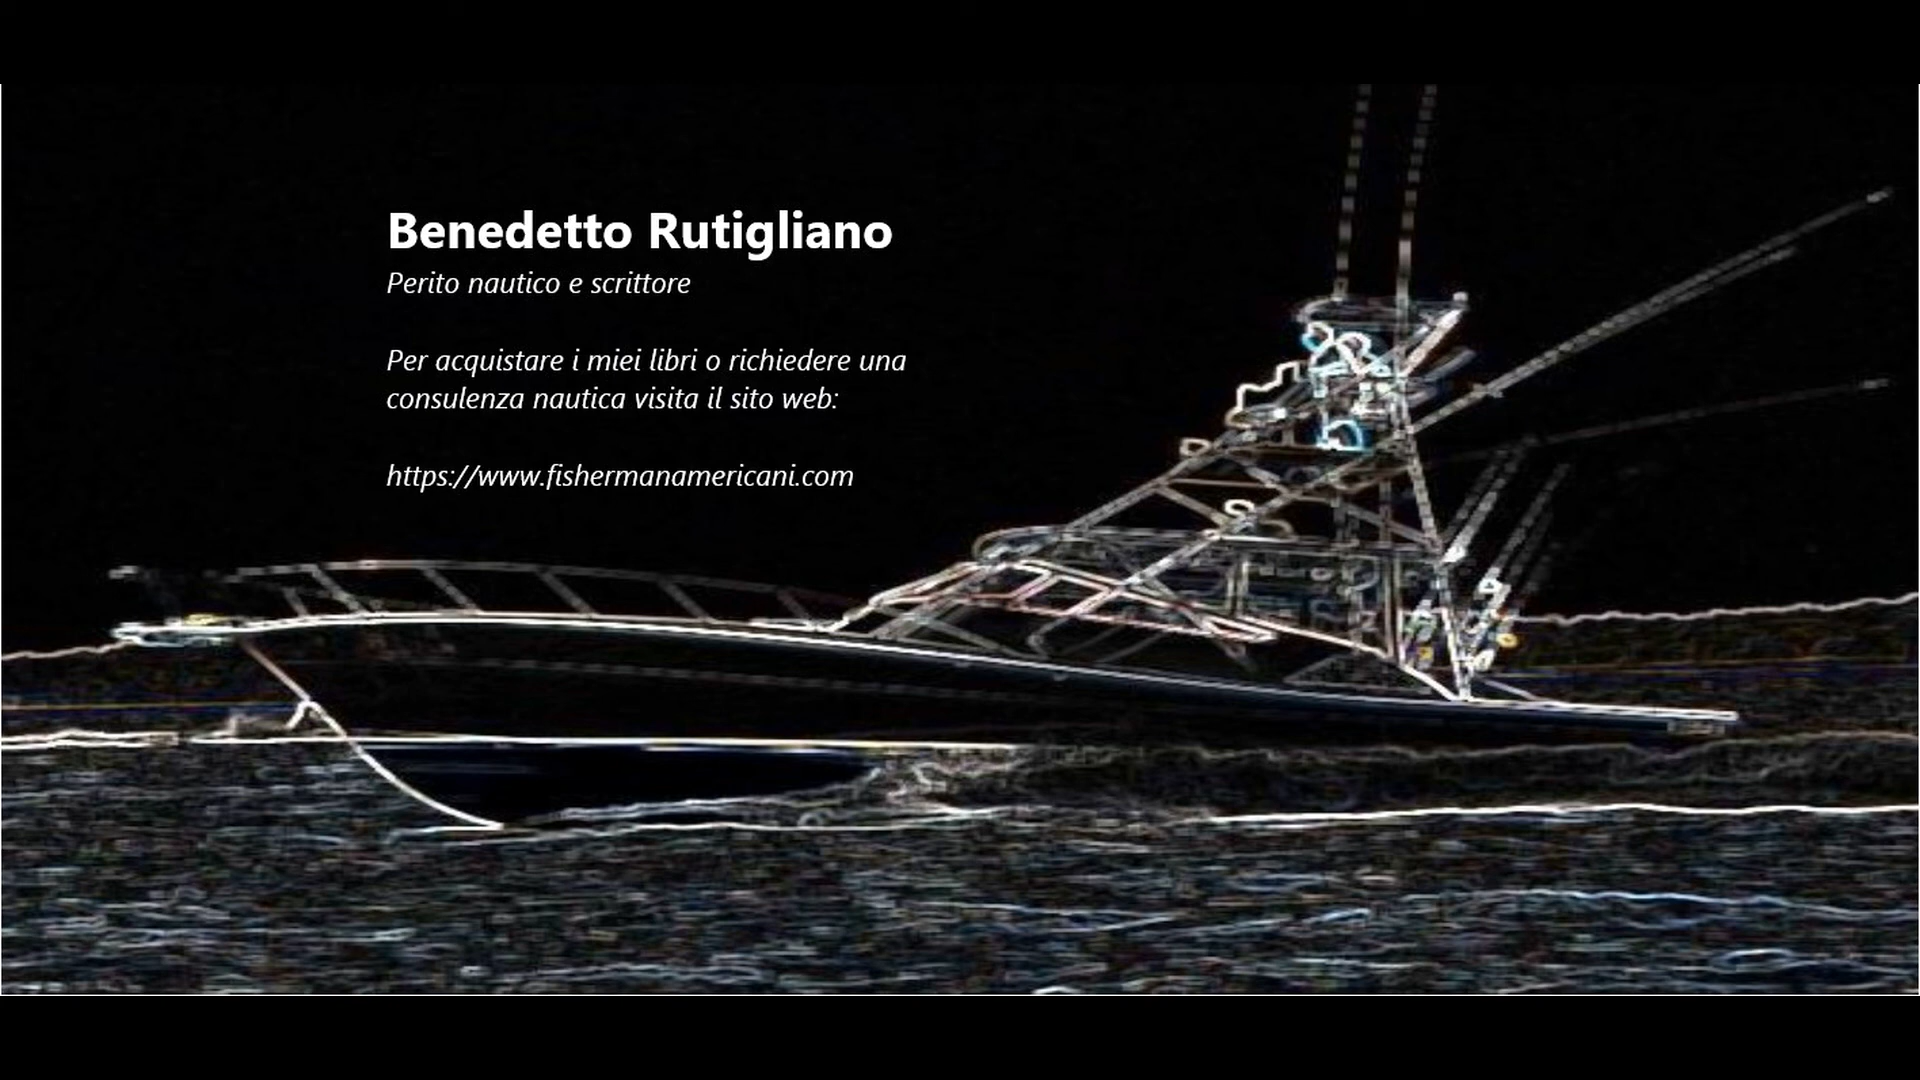 Benedetto Rutigliano
Perito nautico e scrittore
Per acquistare i miei libri o richiedere una
consulenza nautica visita il sito web:
https://www.fishermanamericani.com